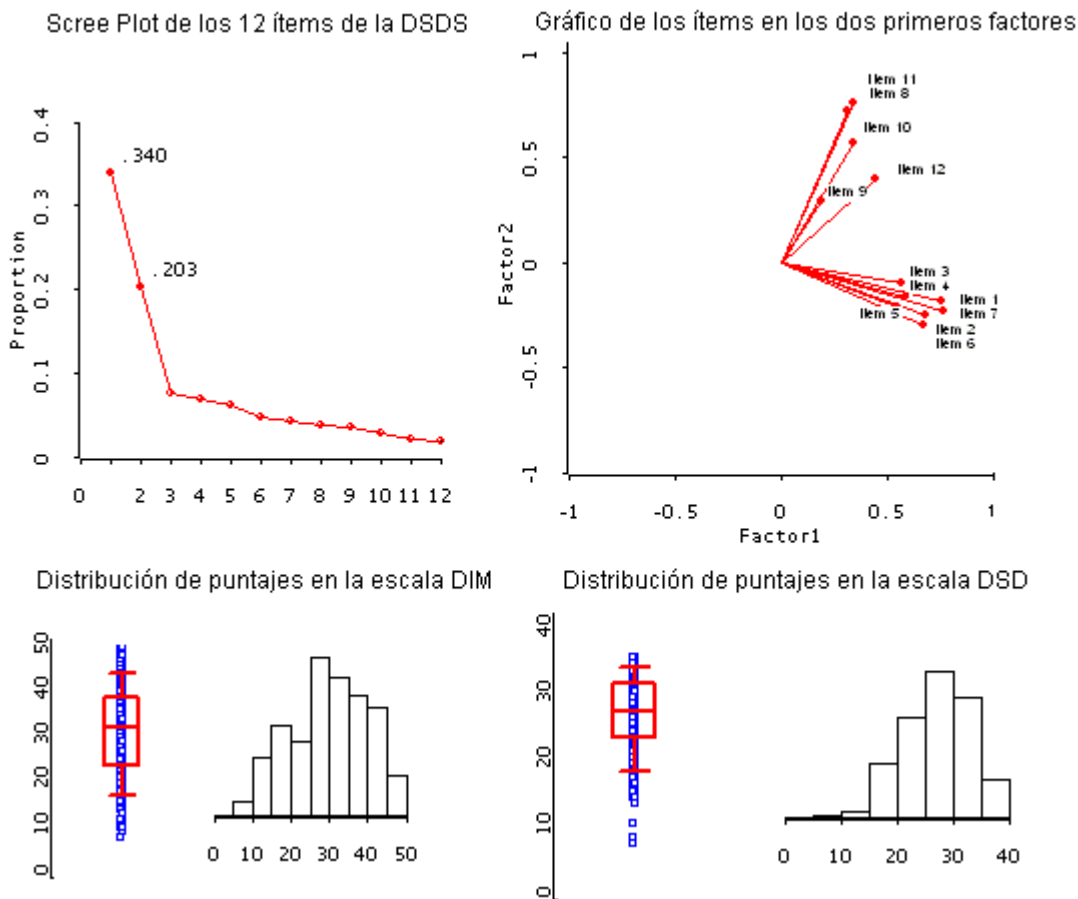 Scree Plot de los 12 ítems de la DSDS
Proportion
0.4
0.3
0.2
0.1
0
.340
.203
0 2 3 4 5 6 7 8 9 10 11 12
Gráfico de los ítems en los dos primeros factores
Factor2
1
0.5
0
-0.5
-1
Item 11
Item 8
Item 10
Item 12
Item 9
Item 3
Item 4
Item 1
Item 5
Item 7
Item 2
Item 6
-1 -0.5 0 0.5 1
Factor1
Distribución de puntajes en la escala DIM
50
40
30
20
10
0
0 10 20 30 40 50
Distribución de puntajes en la escala DSD
40
30
20
10
0
0 10 20 30 40